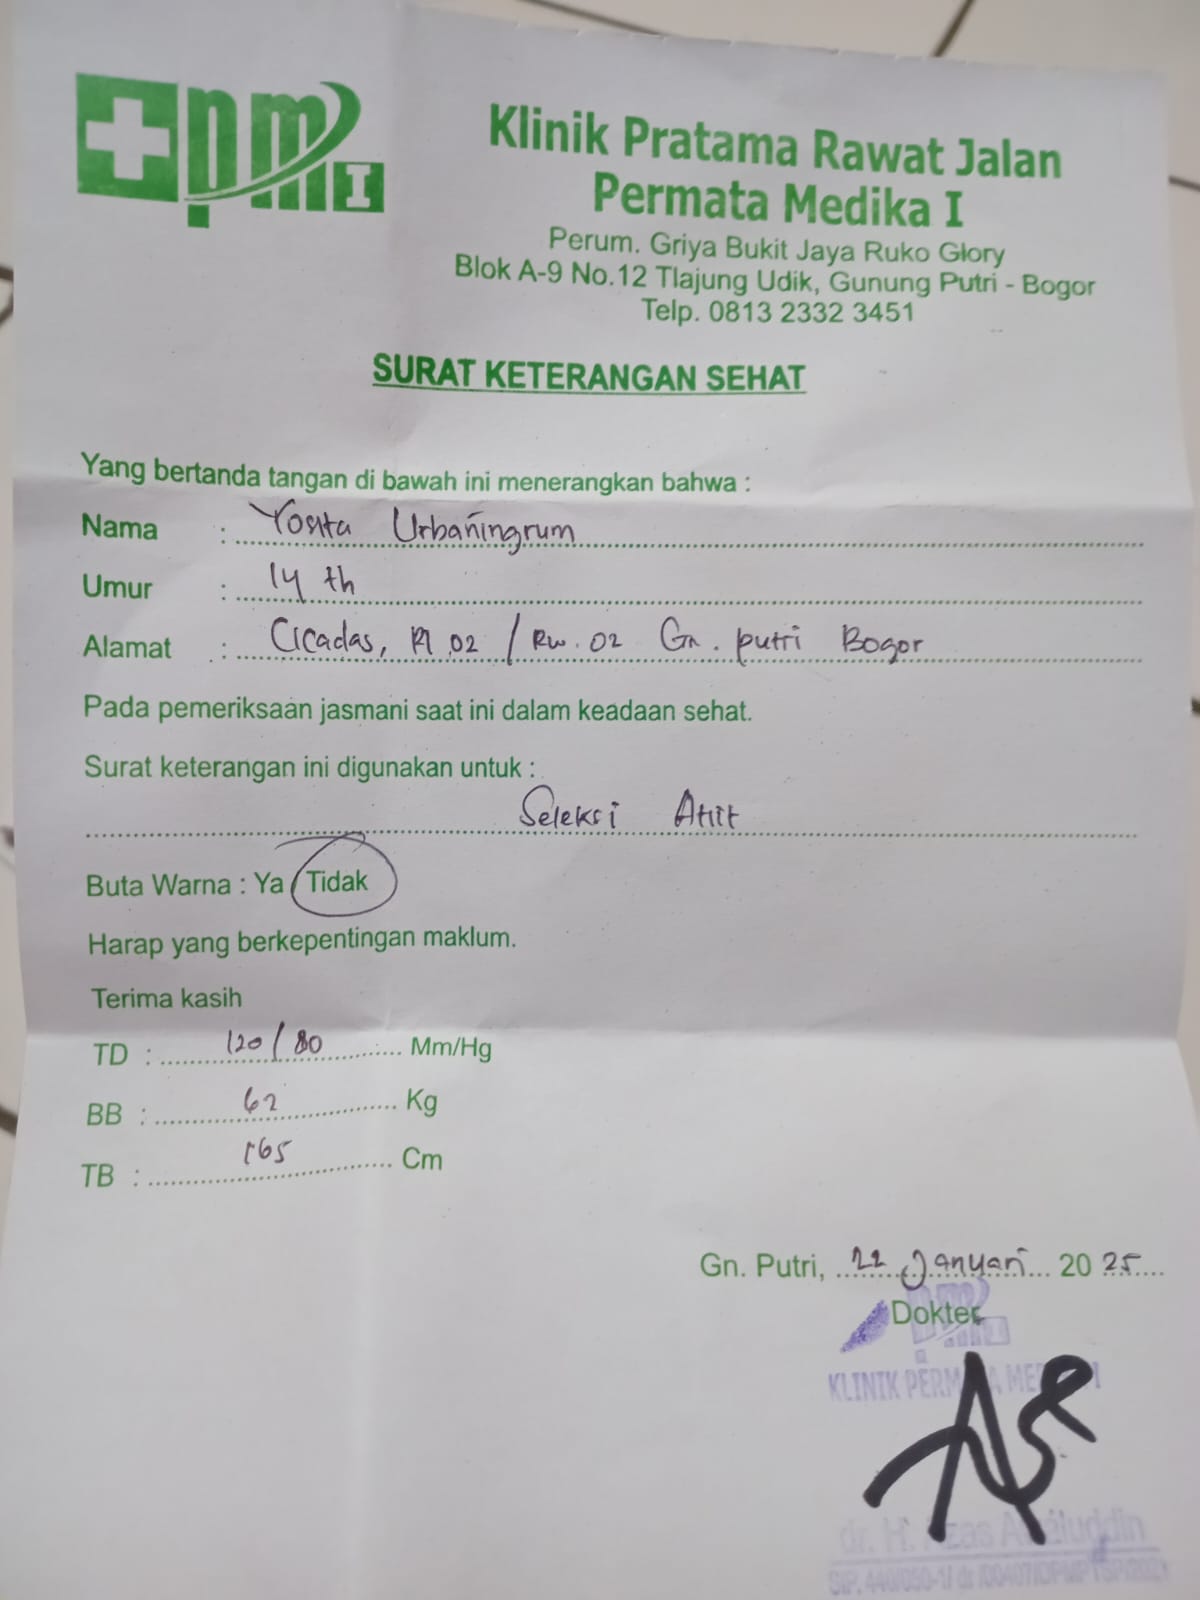 pm I
Klinik Pratama Rawat Jalan
Permata Medika I
Perum. Griya Bukit Jaya Ruko Glory
Blok A-9 No.12 Tlajung Udik, Gunung Putri - Bogor
Telp. 0813 2332 3451
SURAT KETERANGAN SEHAT
Yang bertanda tangan di bawah ini menerangkan bahwa :
Nama : Yosita Urbaningrum
Umur : 14 th
Alamat : Cicadas, Rt 02 / Rw. 02 Gn. putri Bogor
Pada pemeriksaan jasmani saat ini dalam keadaan sehat.
Surat keterangan ini digunakan untuk :
Seleksi Atlit
Buta Warna : Ya / Tidak
Harap yang berkepentingan maklum.
Terima kasih
TD : 120/80 Mm/Hg
BB : 62 Kg
TB : 165 Cm
Gn. Putri, 22 Januari 2025
Dokter
KLINIK PERMATA MEDIKA I
dr. H.